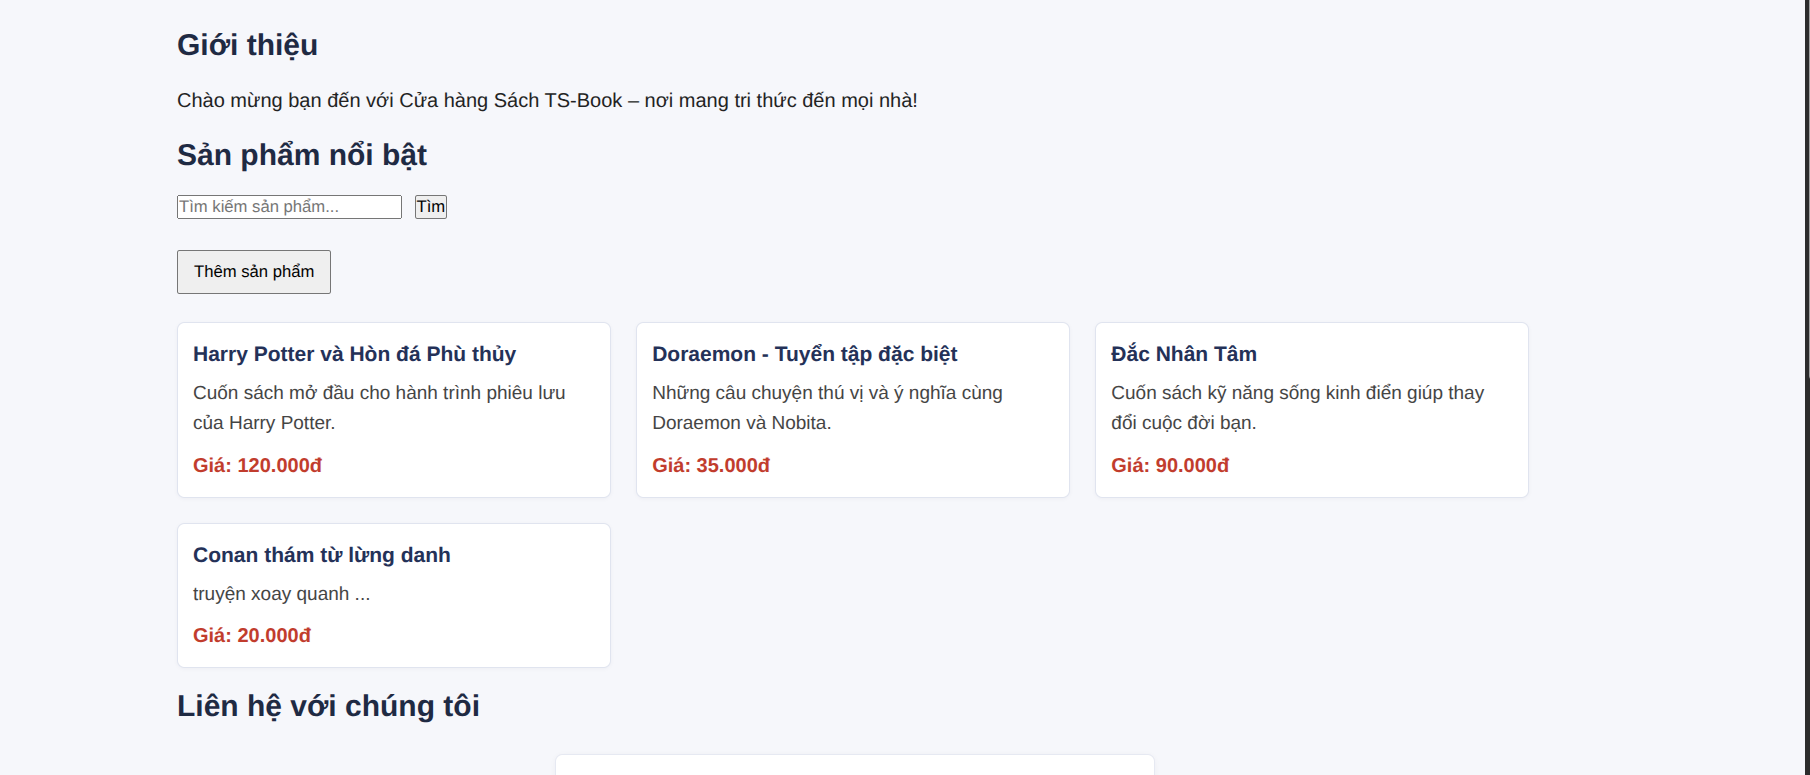 Giới thiệu
Chào mừng bạn đến với Cửa hàng Sách TS-Book – nơi mang tri thức đến mọi nhà!
Sản phẩm nổi bật
Tìm kiếm sản phẩm...
Tìm
Thêm sản phẩm
Harry Potter và Hòn đá Phù thủy
Cuốn sách mở đầu cho hành trình phiêu lưu
của Harry Potter.
Giá: 120.000đ
Doraemon - Tuyển tập đặc biệt
Những câu chuyện thú vị và ý nghĩa cùng
Doraemon và Nobita.
Giá: 35.000đ
Đắc Nhân Tâm
Cuốn sách kỹ năng sống kinh điển giúp thay
đổi cuộc đời bạn.
Giá: 90.000đ
Conan thám từ lừng danh
truyện xoay quanh ...
Giá: 20.000đ
Liên hệ với chúng tôi